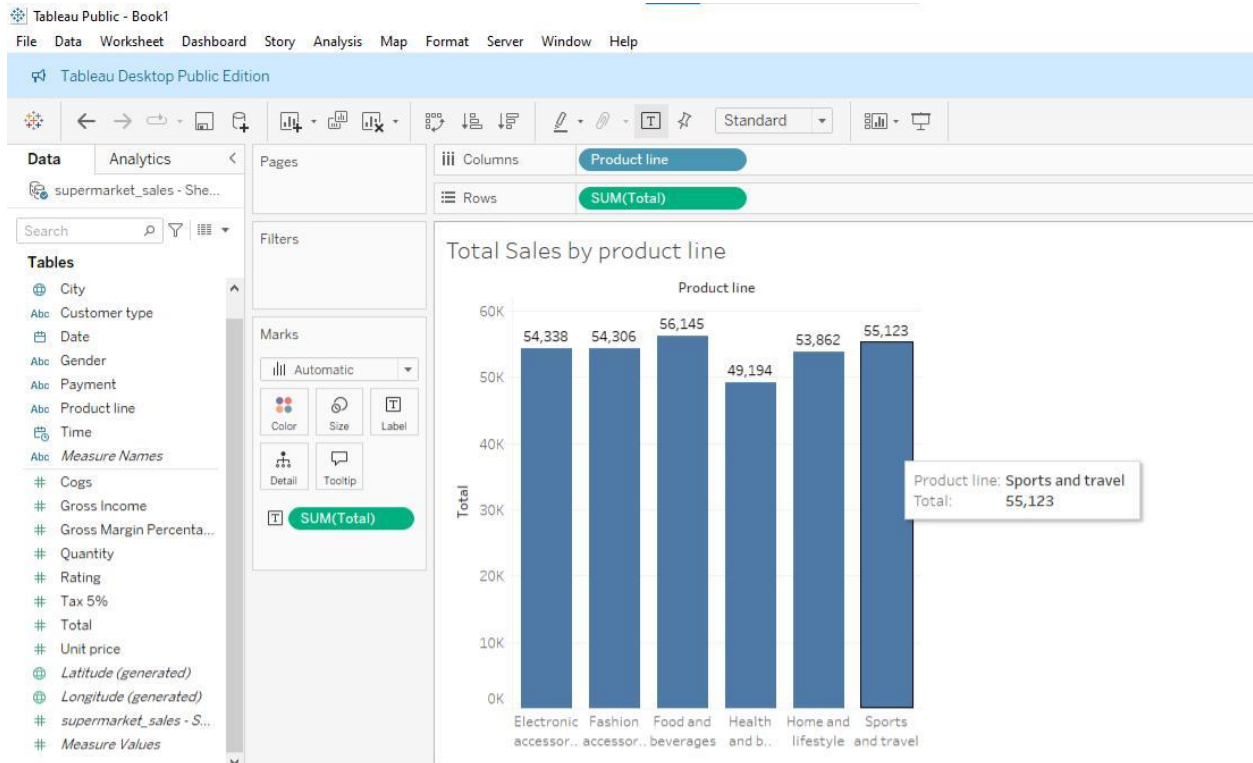 Tableau Public - Book1
File Data Worksheet Dashboard Story Analysis Map Format Server Window Help
Tableau Desktop Public Edition
Standard
Data Analytics
supermarket_sales - She...
Search
Tables
City
Abc Customer type
Date
Abc Gender
Abc Payment
Abc Product line
Time
Abc Measure Names
# Cogs
# Gross Income
# Gross Margin Percenta...
# Quantity
# Rating
# Tax 5%
# Total
# Unit price
Latitude (generated)
Longitude (generated)
# supermarket_sales - S...
# Measure Values
Pages
Filters
Marks
Automatic
Color Size Label
Detail Tooltip
SUM(Total)
Columns Product line
Rows SUM(Total)
Total Sales by product line
Product line
60K
50K
40K
30K
20K
10K
0K
Total
54,338 54,306 56,145 49,194 53,862 55,123
Product line: Sports and travel
Total: 55,123
Electronic accessor..
Fashion accessor..
Food and beverages
Health and b..
Home and lifestyle
Sports and travel